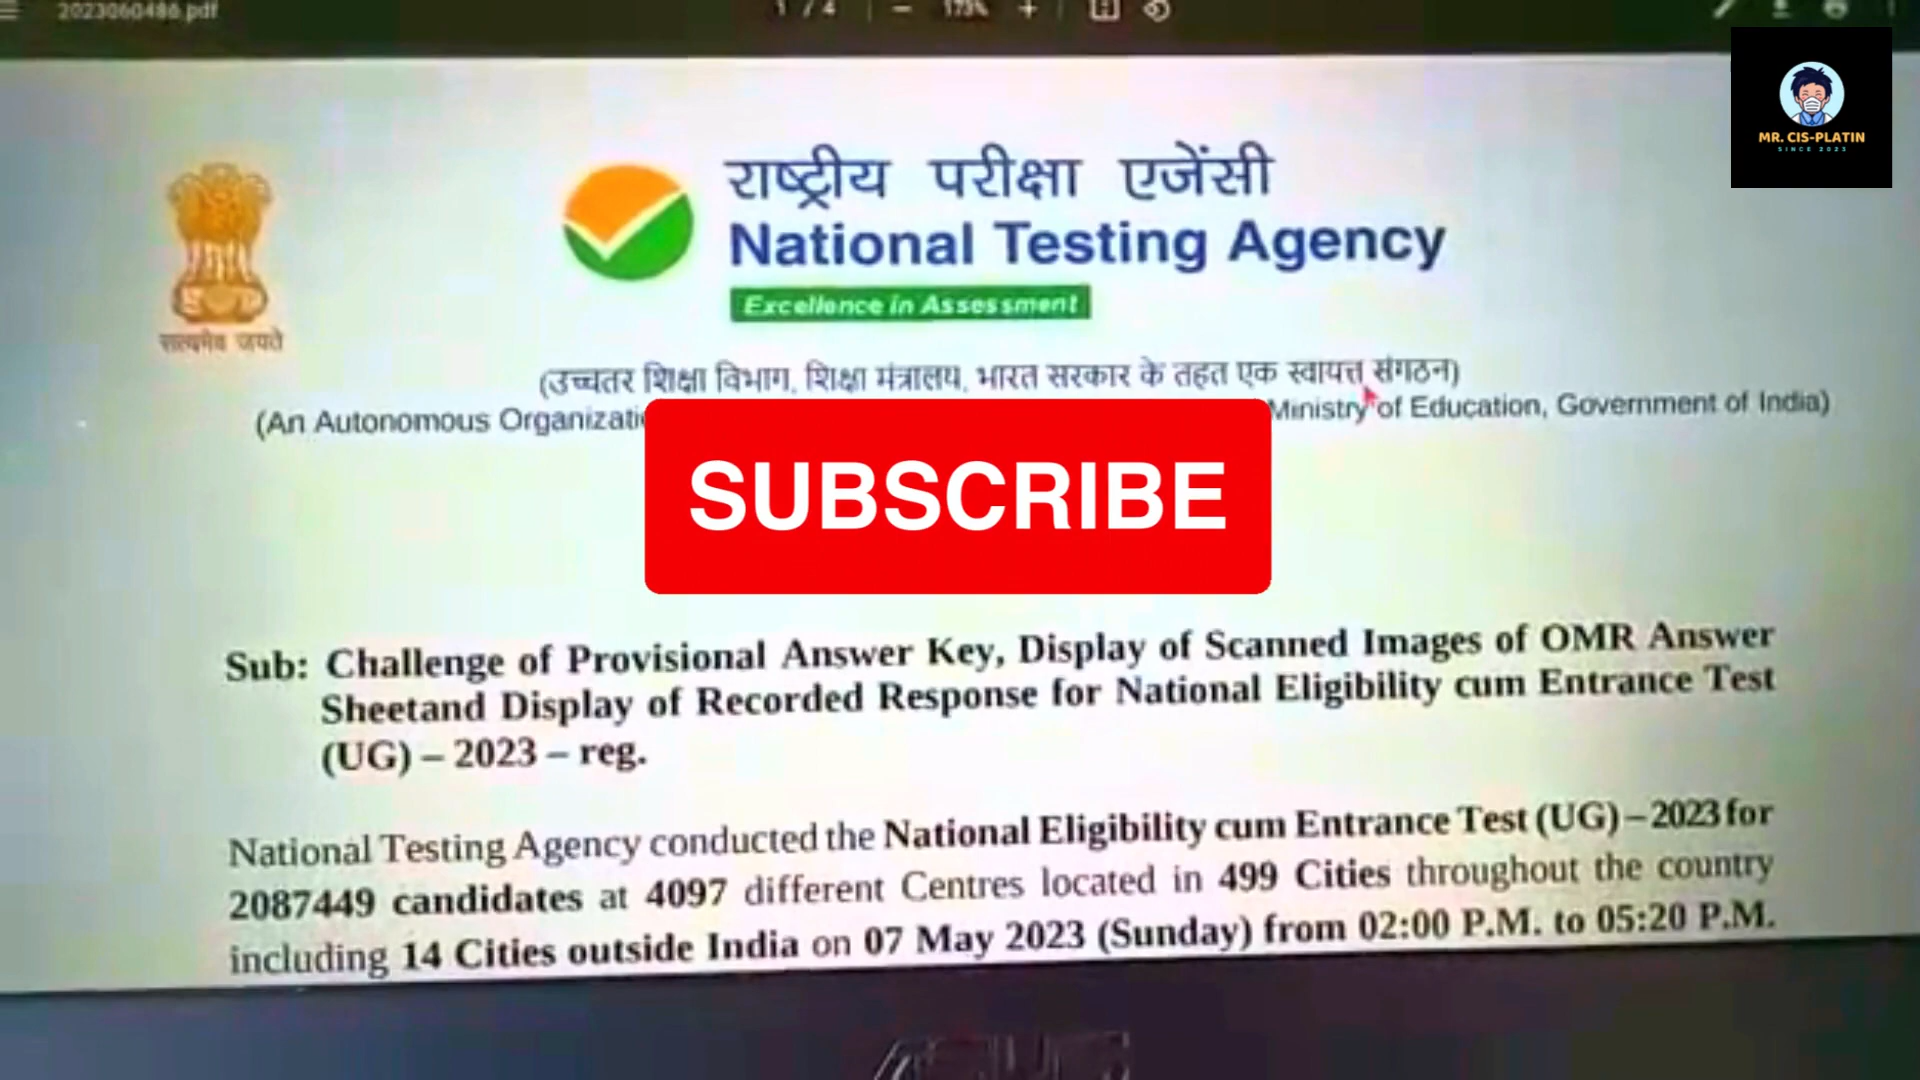 2023060486.pdf
1 / 4
173%
MR. CIS-PLATIN
SINCE 2023
राष्ट्रीय परीक्षा एजेंसी
National Testing Agency
Excellence in Assessment
सत्यमेव जयते
(उच्चतर शिक्षा विभाग, शिक्षा मंत्रालय, भारत सरकार के तहत एक स्वायत्त संगठन)
(An Autonomous Ministry of Education, Government of India)
SUBSCRIBE
Sub: Challenge of Provisional Answer Key, Display of Scanned Images of OMR Answer
Sheetand Display of Recorded Response for National Eligibility cum Entrance Test
(UG) – 2023 – reg.
National Testing Agency conducted the National Eligibility cum Entrance Test (UG) – 2023 for
2087449 candidates at 4097 different Centres located in 499 Cities throughout the country
including 14 Cities outside India on 07 May 2023 (Sunday) from 02:00 P.M. to 05:20 P.M.